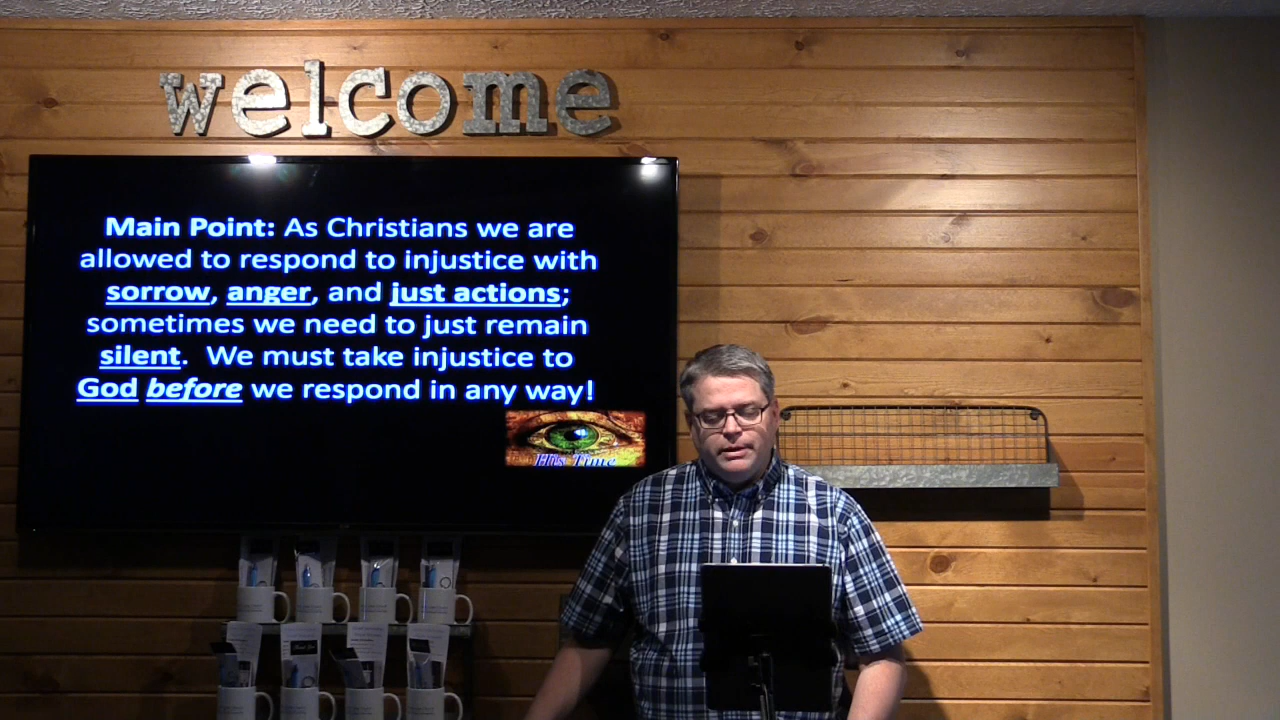 welcome
Main Point: As Christians we are
allowed to respond to injustice with
sorrow, anger, and just actions;
sometimes we need to just remain
silent.  We must take injustice to
God before we respond in any way!
His Time